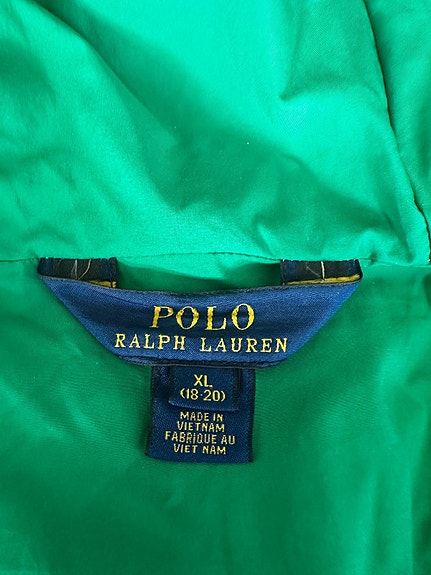 POLO
RALPH LAUREN
XL
(18-20)
MADE IN
VIETNAM
FABRIQUE AU
VIET NAM